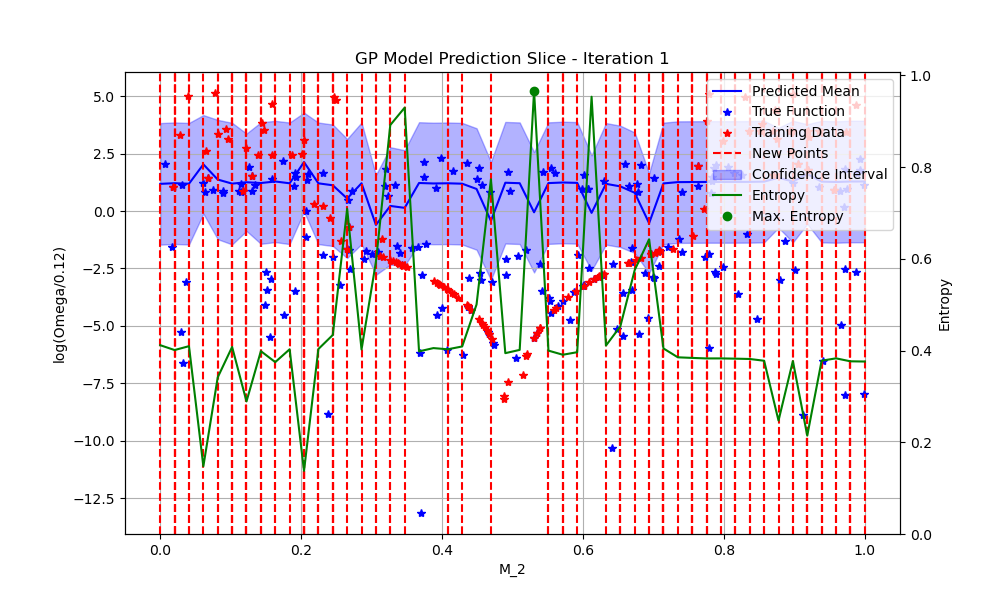 GP Model Prediction Slice - Iteration 1
Predicted Mean
True Function
Training Data
New Points
Confidence Interval
Entropy
Max. Entropy
log(Omega/0.12)
5.0
2.5
0.0
−2.5
−5.0
−7.5
−10.0
−12.5
1.0
0.8
0.6
0.4
0.2
0.0
Entropy
0.0
0.2
0.4
0.6
0.8
1.0
M_2